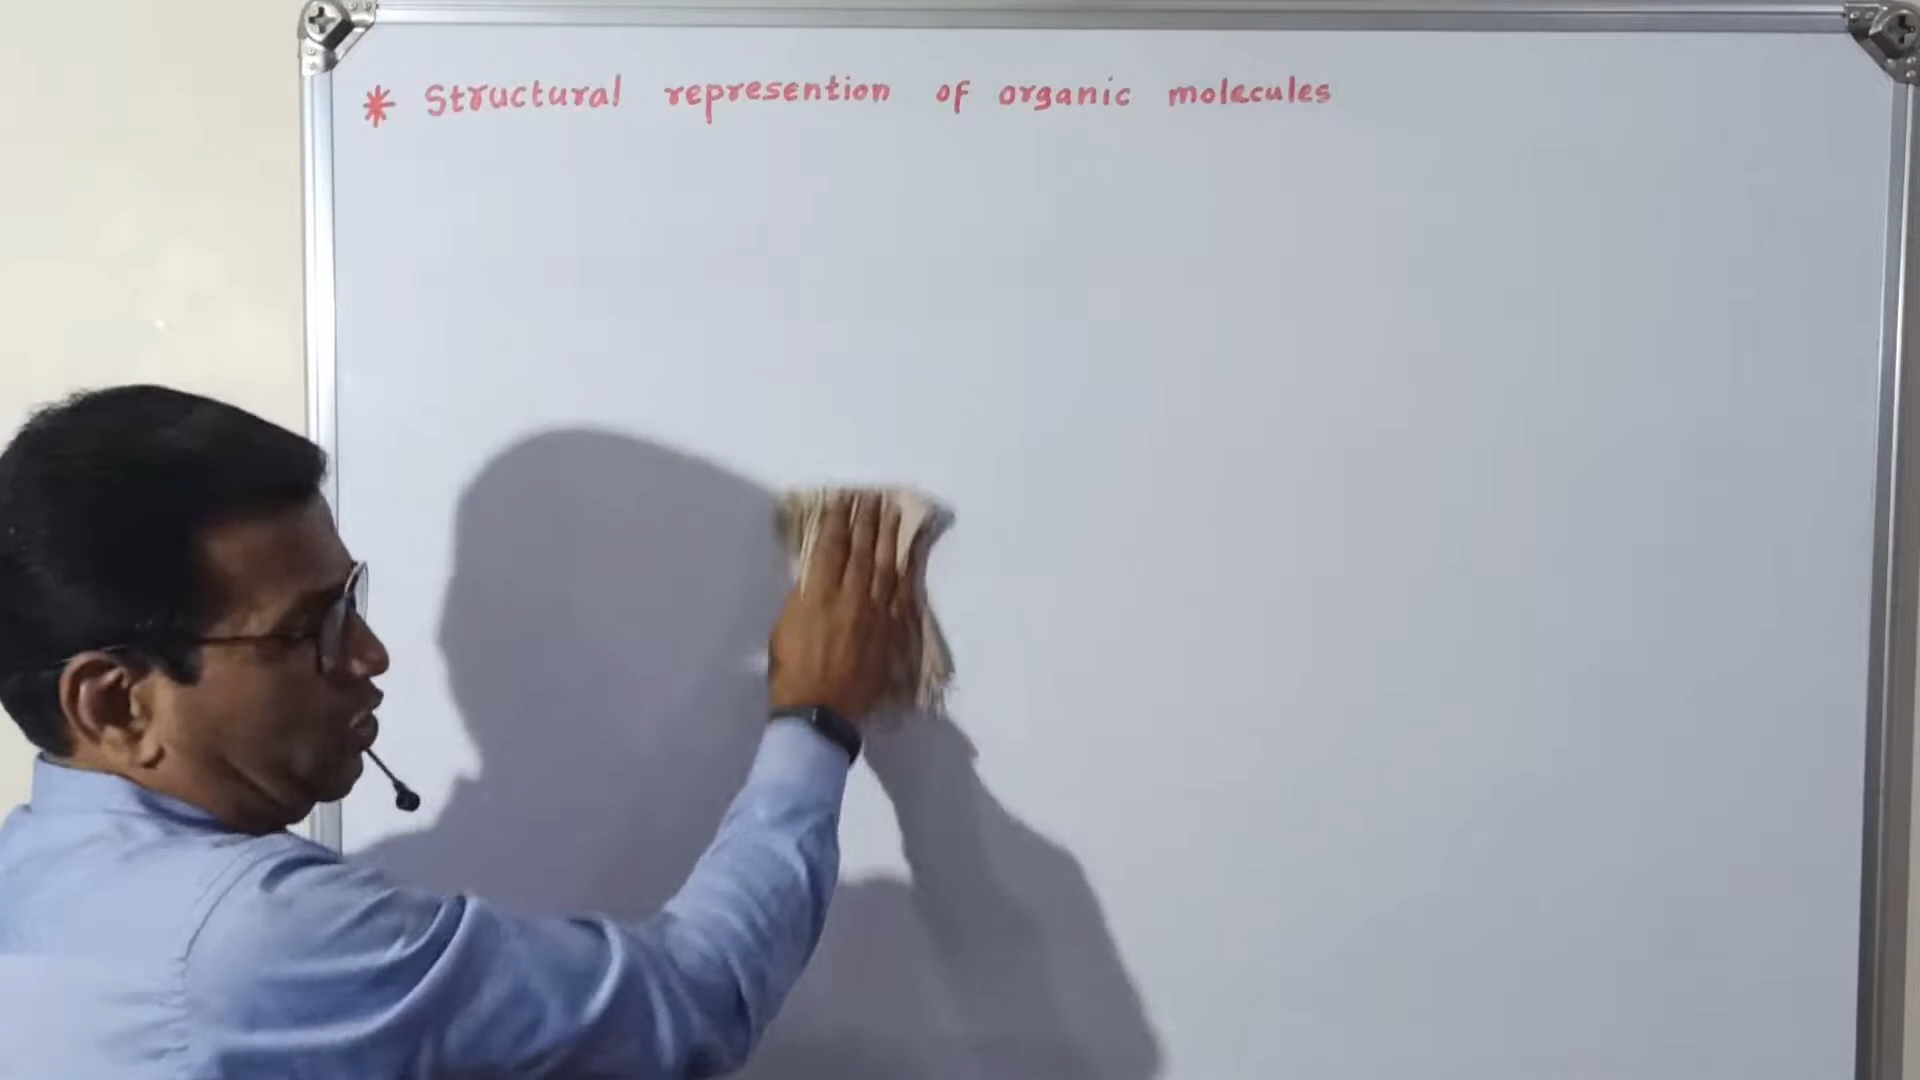 * Structural represention of organic molecules